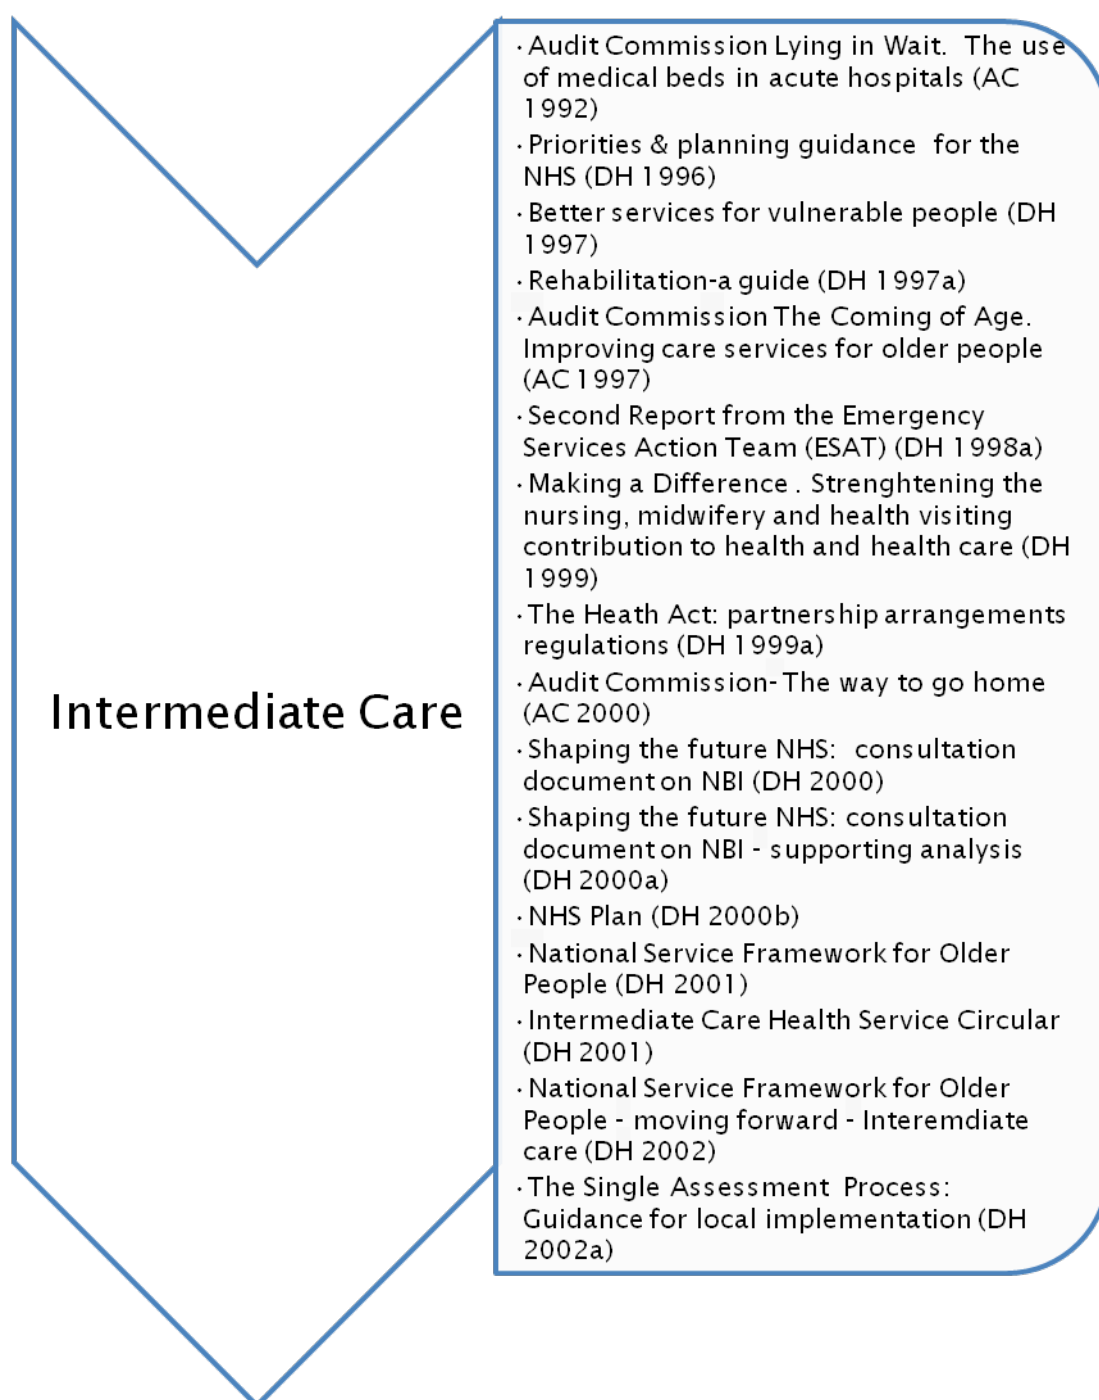 Intermediate Care
· Audit Commission Lying in Wait. The use
of medical beds in acute hospitals (AC
1992)
· Priorities & planning guidance for the
NHS (DH 1996)
· Better services for vulnerable people (DH
1997)
· Rehabilitation-a guide (DH 1997a)
· Audit Commission The Coming of Age.
Improving care services for older people
(AC 1997)
· Second Report from the Emergency
Services Action Team (ESAT) (DH 1998a)
· Making a Difference . Strenghtening the
nursing, midwifery and health visiting
contribution to health and health care (DH
1999)
· The Heath Act: partnership arrangements
regulations (DH 1999a)
· Audit Commission- The way to go home
(AC 2000)
· Shaping the future NHS: consultation
document on NBI (DH 2000)
· Shaping the future NHS: consultation
document on NBI - supporting analysis
(DH 2000a)
· NHS Plan (DH 2000b)
· National Service Framework for Older
People (DH 2001)
· Intermediate Care Health Service Circular
(DH 2001)
· National Service Framework for Older
People - moving forward - Interemdiate
care (DH 2002)
· The Single Assessment Process:
Guidance for local implementation (DH
2002a)